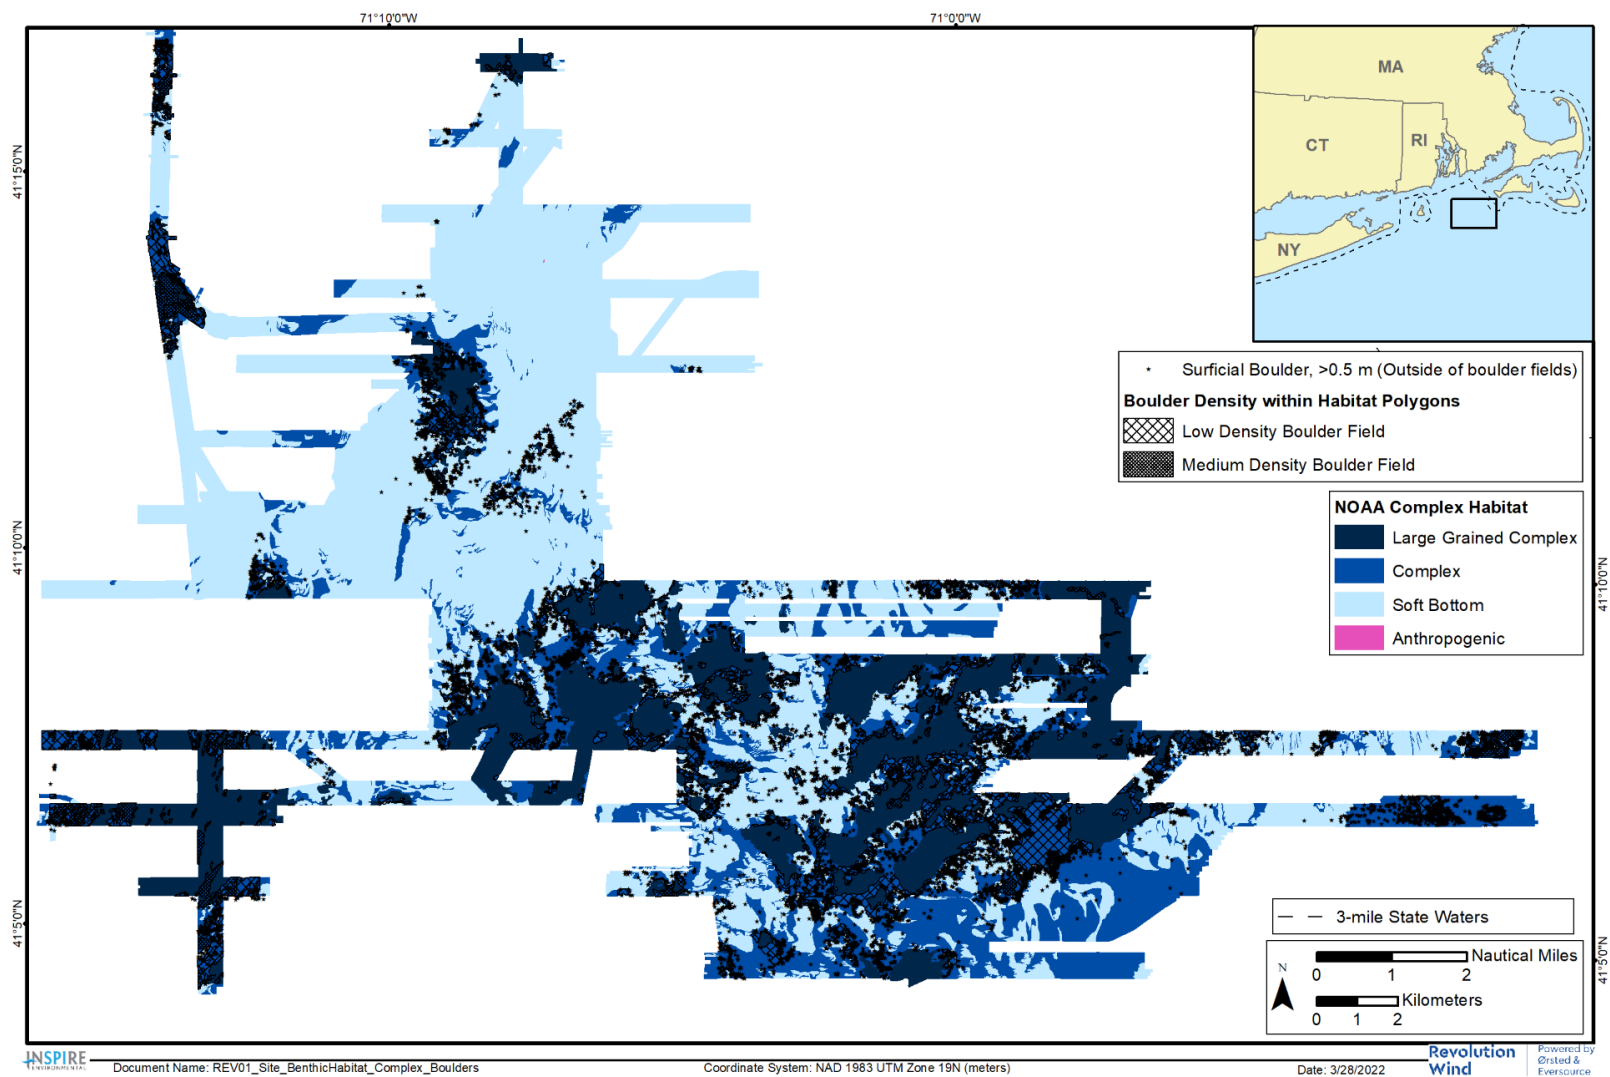 71°10'0"W
71°0'0"W
MA
CT
RI
NY
41°15'0"N
Surficial Boulder, >0.5 m (Outside of boulder fields)
Boulder Density within Habitat Polygons
Low Density Boulder Field
Medium Density Boulder Field
NOAA Complex Habitat
Large Grained Complex
Complex
Soft Bottom
Anthropogenic
41°10'0"N
41°10'0"N
3-mile State Waters
41°5'0"N
41°5'0"N
N
Nautical Miles
0 1 2
Kilometers
0 1 2
INSPIRE
ENVIRONMENTAL
Document Name: REV01_Site_BenthicHabitat_Complex_Boulders
Coordinate System: NAD 1983 UTM Zone 19N (meters)
Date: 3/28/2022
Revolution
Wind
Powered by
Ørsted &
Eversource